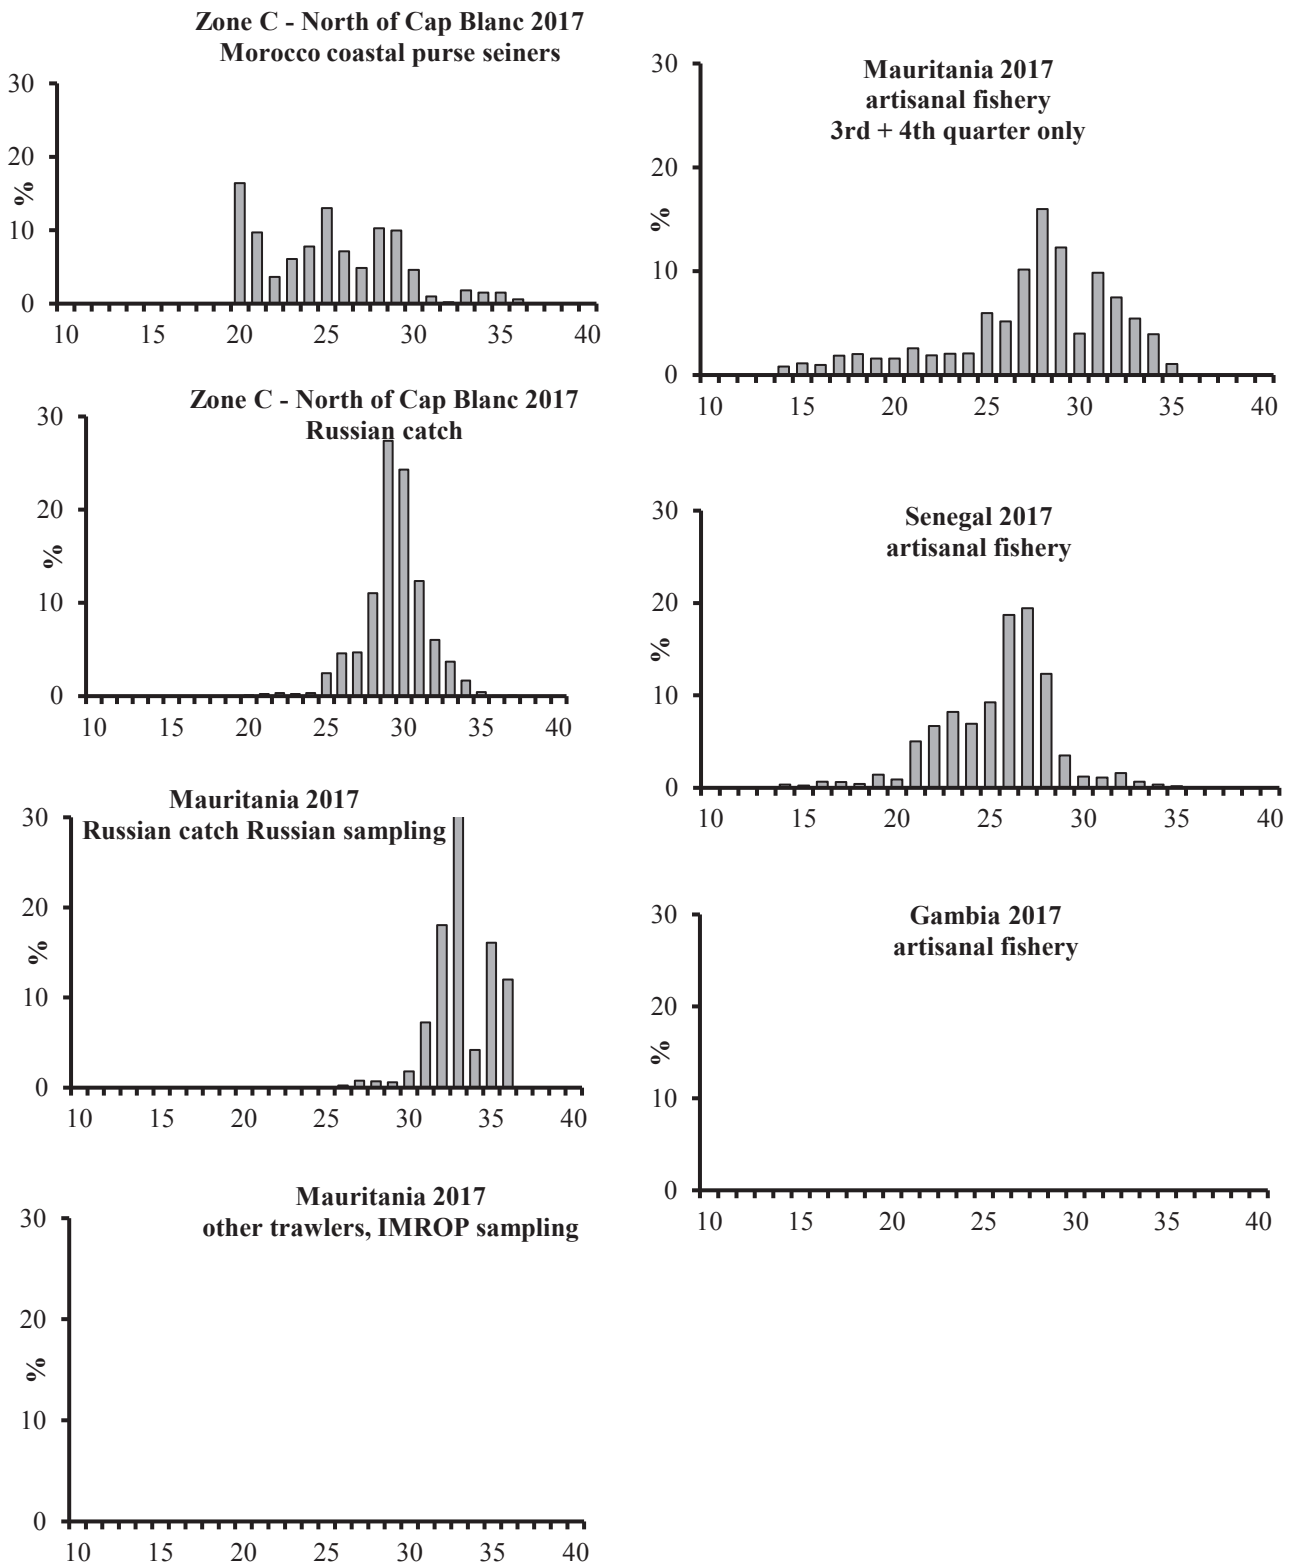 Zone C - North of Cap Blanc 2017
Morocco coastal purse seiners
30
20
%
10
0
10 15 20 25 30 35 40
Zone C - North of Cap Blanc 2017
Russian catch
30
20
%
10
0
10 15 20 25 30 35 40
Mauritania 2017
Russian catch Russian sampling
30
20
%
10
0
10 15 20 25 30 35 40
Mauritania 2017
other trawlers, IMROP sampling
30
20
%
10
0
10 15 20 25 30 35 40
Mauritania 2017
artisanal fishery
3rd + 4th quarter only
30
20
%
10
0
10 15 20 25 30 35 40
Senegal 2017
artisanal fishery
30
20
%
10
0
10 15 20 25 30 35 40
Gambia 2017
artisanal fishery
30
20
%
10
0
10 15 20 25 30 35 40